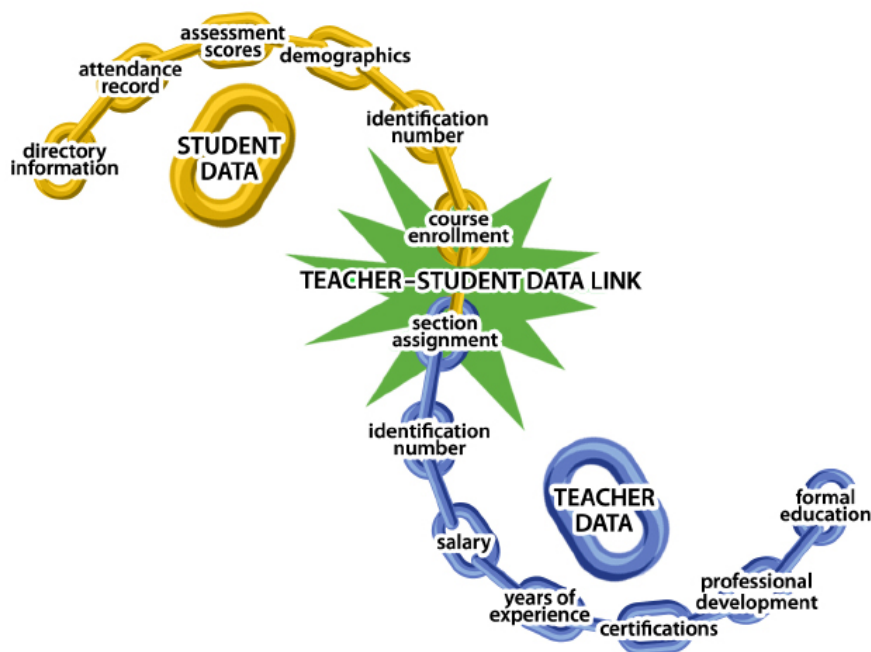 assessment
scores
demographics
attendance
record
identification
number
directory
information
STUDENT
DATA
course
enrollment
TEACHER–STUDENT DATA LINK
section
assignment
identification
number
TEACHER
DATA
formal
education
salary
years of
experience
certifications
professional
development